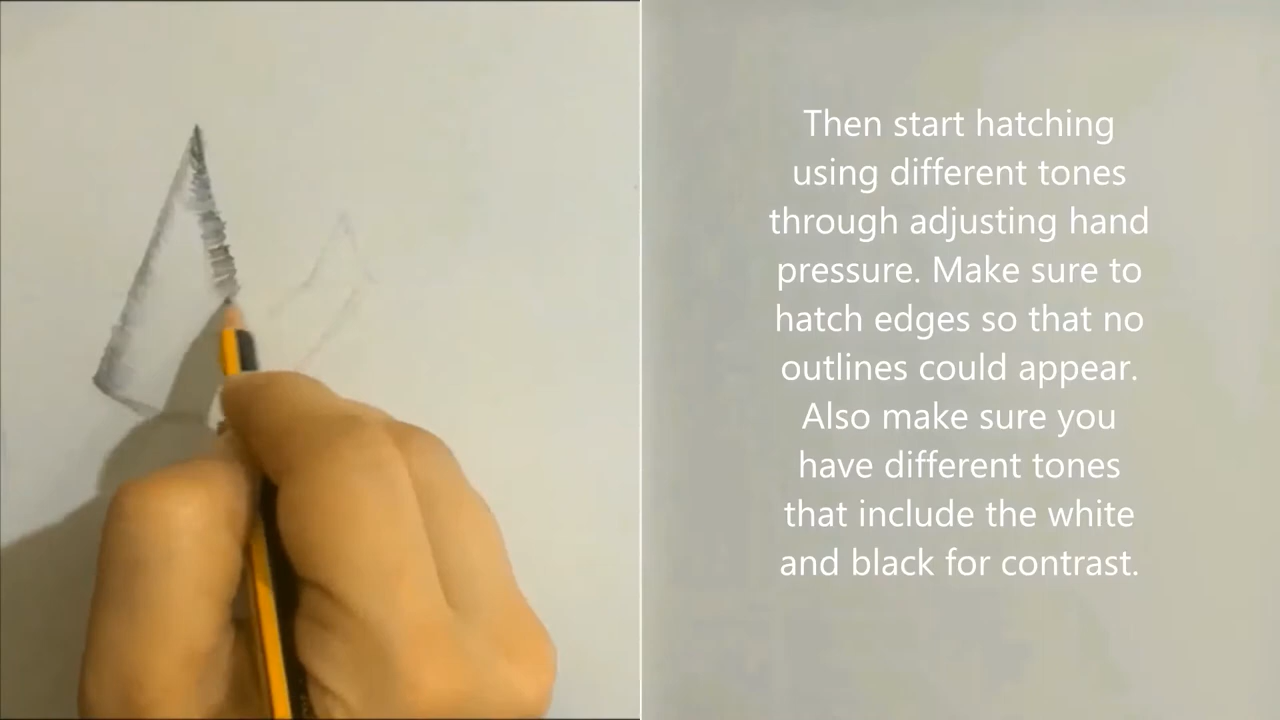 Then start hatching
using different tones
through adjusting hand
pressure. Make sure to
hatch edges so that no
outlines could appear.
Also make sure you
have different tones
that include the white
and black for contrast.